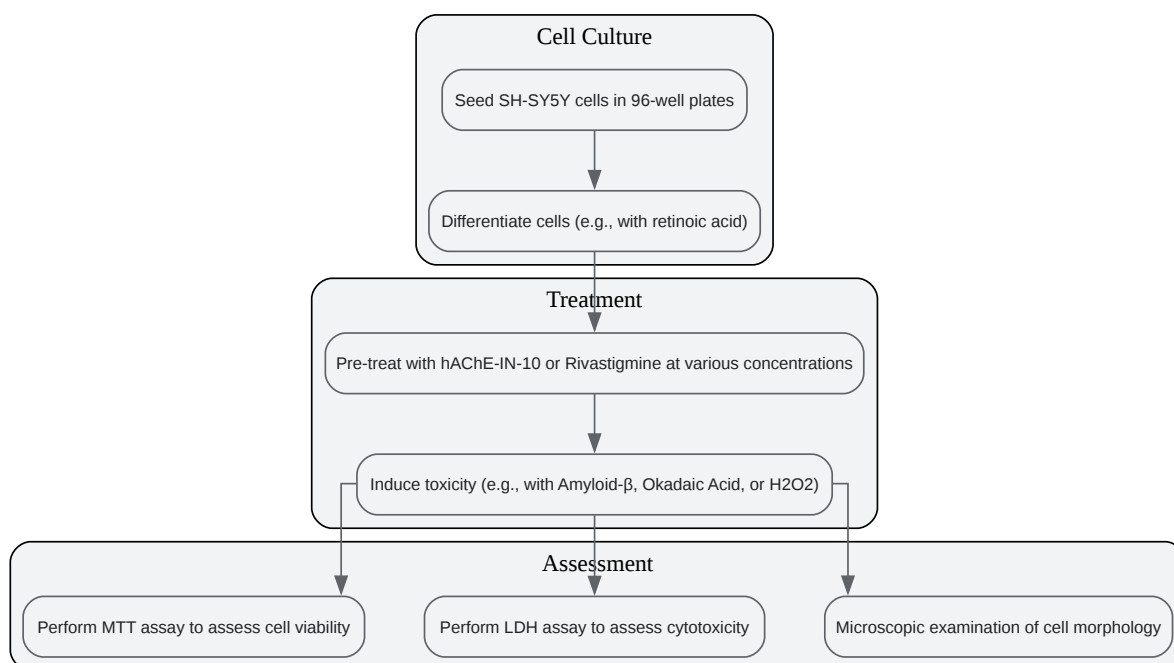 Cell Culture
Seed SH-SY5Y cells in 96-well plates
Differentiate cells (e.g., with retinoic acid)
Treatment
Pre-treat with hAChE-IN-10 or Rivastigmine at various concentrations
Induce toxicity (e.g., with Amyloid-β, Okadaic Acid, or H2O2)
Assessment
Perform MTT assay to assess cell viability
Perform LDH assay to assess cytotoxicity
Microscopic examination of cell morphology